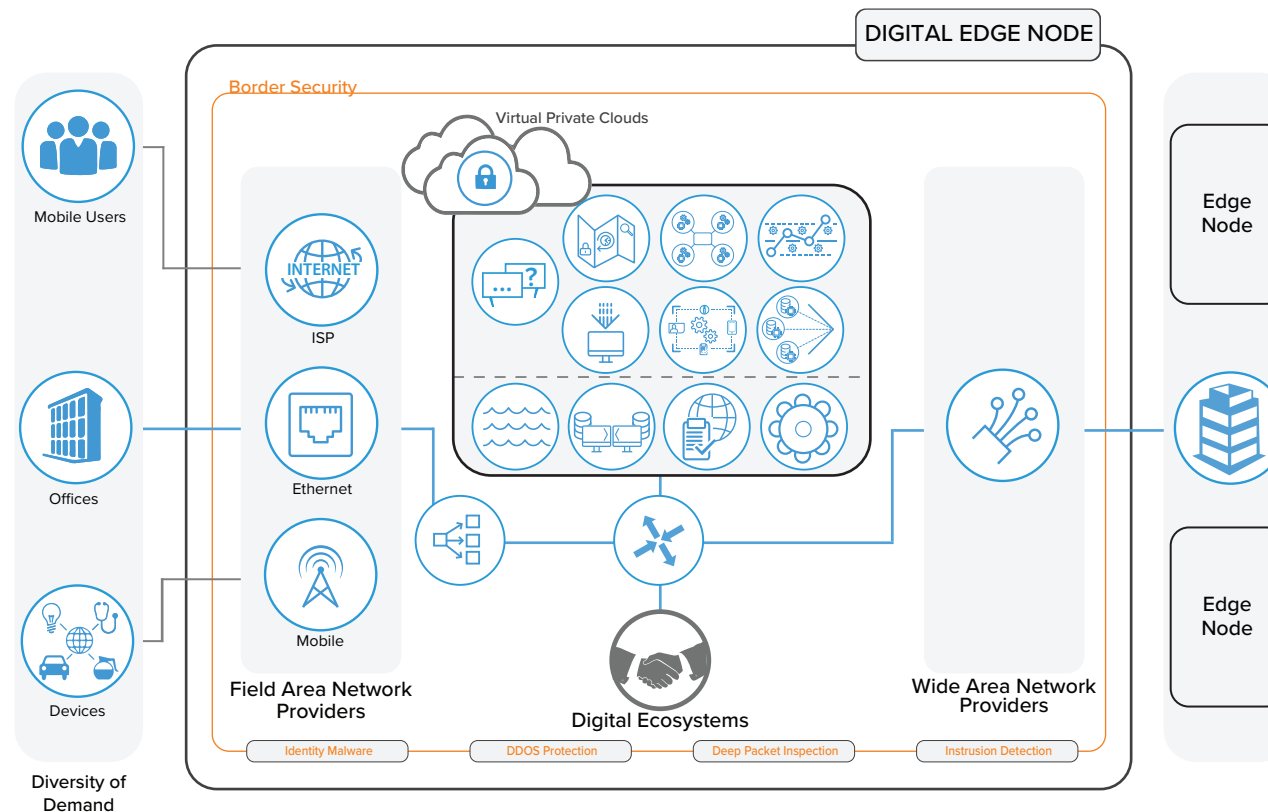 DIGITAL EDGE NODE
Border Security
Virtual Private Clouds
Mobile Users
INTERNET
ISP
?
Edge
Node
Offices
Ethernet
Devices
Mobile
Edge
Node
Field Area Network
Providers
Digital Ecosystems
Wide Area Network
Providers
Identity Malware
DDOS Protection
Deep Packet Inspection
Instrusion Detection
Diversity of
Demand